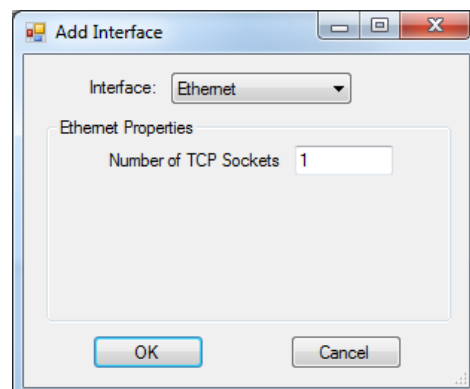 Add Interface
Interface: Ethernet
Ethernet Properties
Number of TCP Sockets 1
OK Cancel